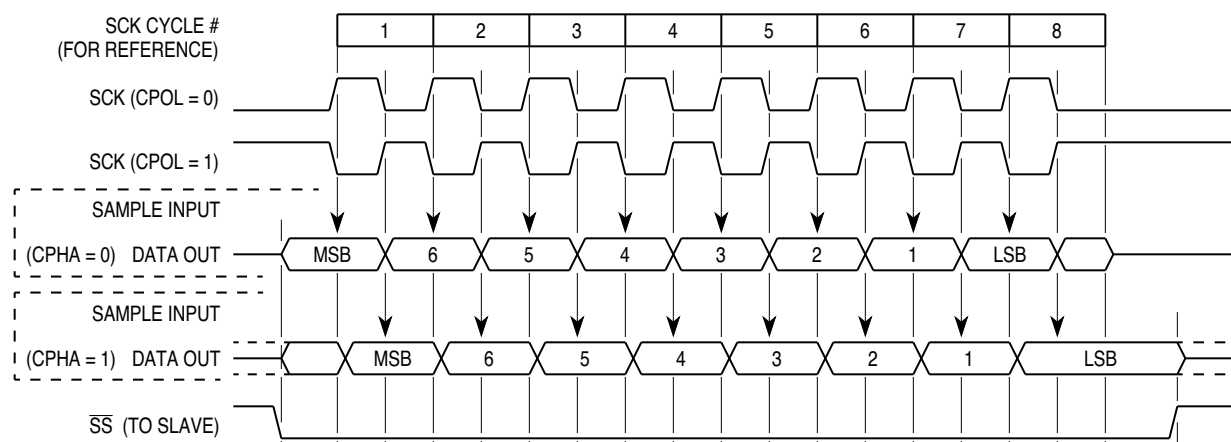 SCK CYCLE # 1 2 3 4 5 6 7 8
(FOR REFERENCE)
SCK (CPOL = 0)
SCK (CPOL = 1)
SAMPLE INPUT
(CPHA = 0) DATA OUT MSB 6 5 4 3 2 1 LSB
SAMPLE INPUT
(CPHA = 1) DATA OUT MSB 6 5 4 3 2 1 LSB
S̅S̅ (TO SLAVE)